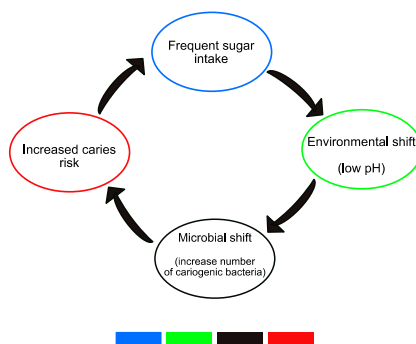 Frequent sugar
intake
Environmental shift
(low pH)
Microbial shift
(increase number
of cariogenic bacteria)
Increased caries
risk